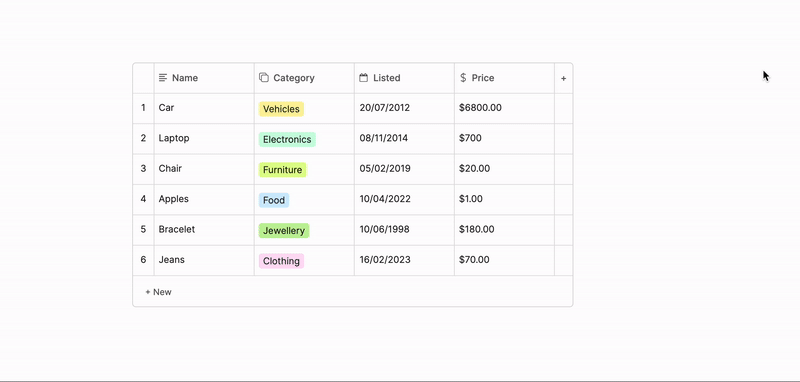 Name Category Listed $ Price +
1 Car Vehicles 20/07/2012 $6800.00
2 Laptop Electronics 08/11/2014 $700
3 Chair Furniture 05/02/2019 $20.00
4 Apples Food 10/04/2022 $1.00
5 Bracelet Jewellery 10/06/1998 $180.00
6 Jeans Clothing 16/02/2023 $70.00
+ New